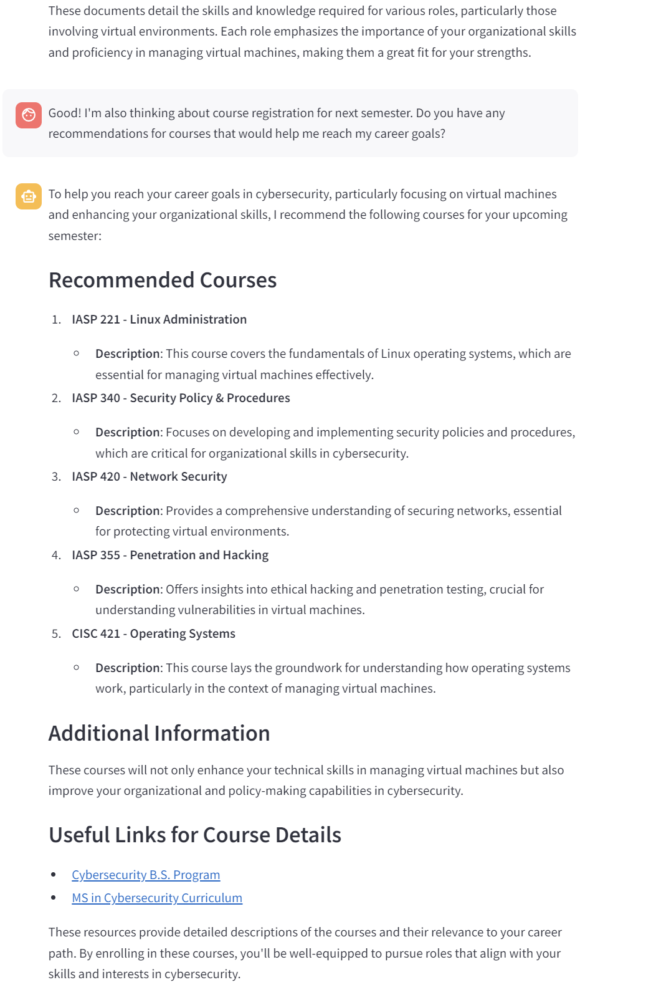 These documents detail the skills and knowledge required for various roles, particularly those
involving virtual environments. Each role emphasizes the importance of your organizational skills
and proficiency in managing virtual machines, making them a great fit for your strengths.
Good! I'm also thinking about course registration for next semester. Do you have any
recommendations for courses that would help me reach my career goals?
To help you reach your career goals in cybersecurity, particularly focusing on virtual machines
and enhancing your organizational skills, I recommend the following courses for your upcoming
semester:
Recommended Courses
1. IASP 221 - Linux Administration
○ Description: This course covers the fundamentals of Linux operating systems, which are
essential for managing virtual machines effectively.
2. IASP 340 - Security Policy & Procedures
○ Description: Focuses on developing and implementing security policies and procedures,
which are critical for organizational skills in cybersecurity.
3. IASP 420 - Network Security
○ Description: Provides a comprehensive understanding of securing networks, essential
for protecting virtual environments.
4. IASP 355 - Penetration and Hacking
○ Description: Offers insights into ethical hacking and penetration testing, crucial for
understanding vulnerabilities in virtual machines.
5. CISC 421 - Operating Systems
○ Description: This course lays the groundwork for understanding how operating systems
work, particularly in the context of managing virtual machines.
Additional Information
These courses will not only enhance your technical skills in managing virtual machines but also
improve your organizational and policy-making capabilities in cybersecurity.
Useful Links for Course Details
• Cybersecurity B.S. Program
• MS in Cybersecurity Curriculum
These resources provide detailed descriptions of the courses and their relevance to your career
path. By enrolling in these courses, you'll be well-equipped to pursue roles that align with your
skills and interests in cybersecurity.